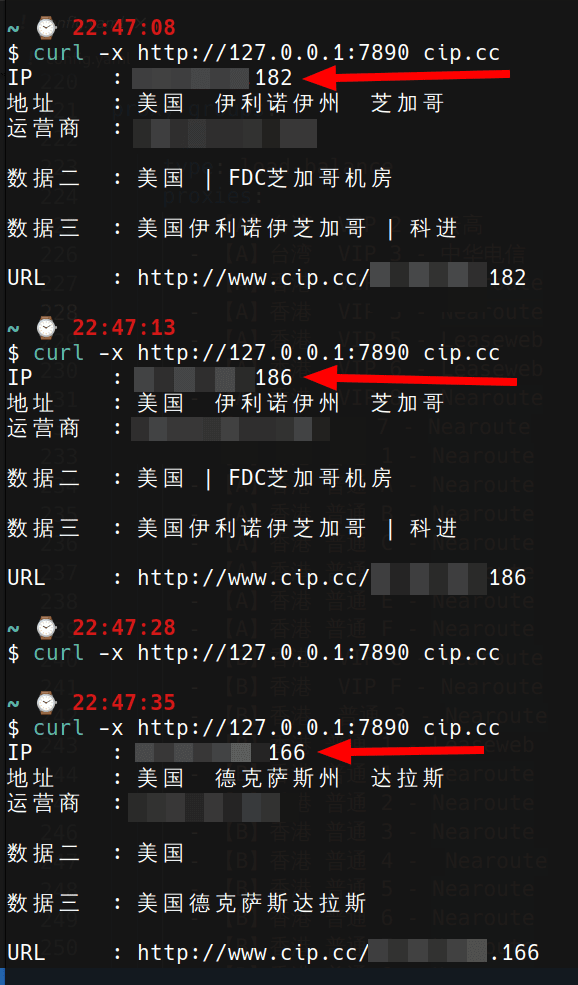 ~ ⌚ 22:47:08
$ curl -x http://127.0.0.1:7890 cip.cc
IP : 182
地址 : 美国 伊利诺伊州 芝加哥
运营商 :
数据二 : 美国 | FDC芝加哥机房
数据三 : 美国伊利诺伊芝加哥 | 科进
URL : http://www.cip.cc/182
~ ⌚ 22:47:13
$ curl -x http://127.0.0.1:7890 cip.cc
IP : 186
地址 : 美国 伊利诺伊州 芝加哥
运营商 :
数据二 : 美国 | FDC芝加哥机房
数据三 : 美国伊利诺伊芝加哥 | 科进
URL : http://www.cip.cc/186
~ ⌚ 22:47:28
$ curl -x http://127.0.0.1:7890 cip.cc
~ ⌚ 22:47:35
$ curl -x http://127.0.0.1:7890 cip.cc
IP : 166
地址 : 美国 德克萨斯州 达拉斯
运营商 :
数据二 : 美国
数据三 : 美国德克萨斯达拉斯
URL : http://www.cip.cc/.166